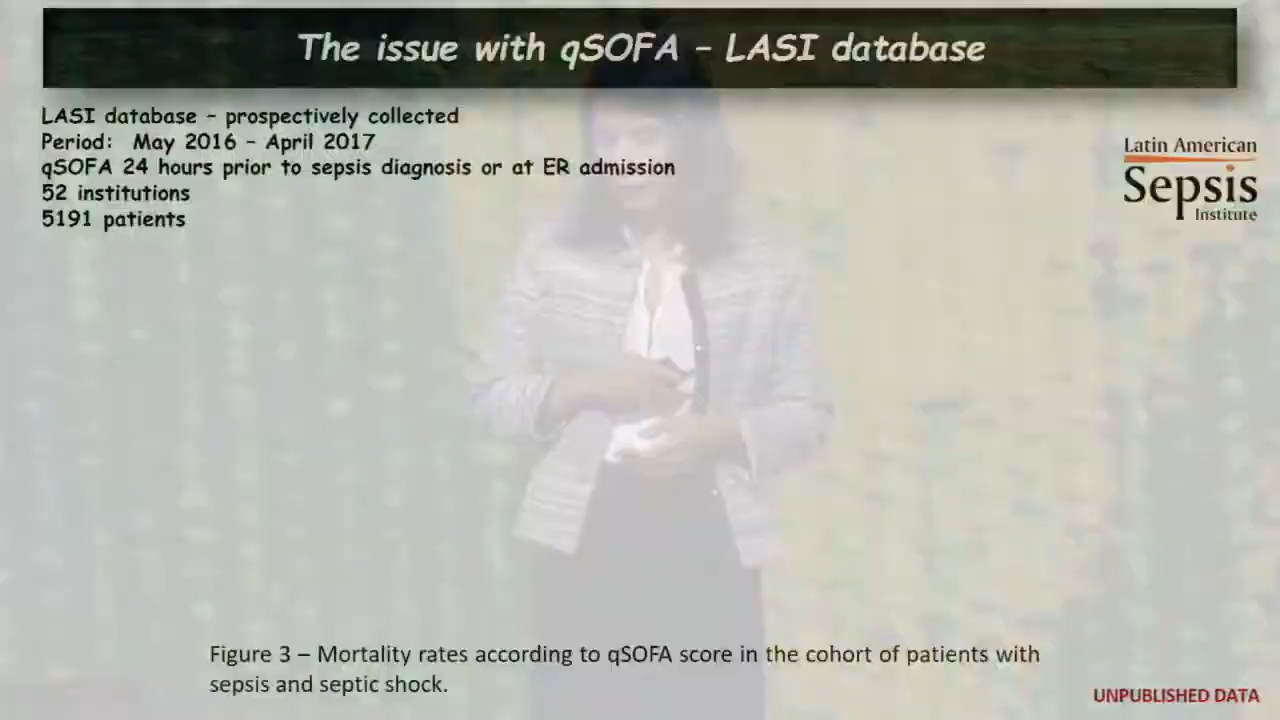 The issue with qSOFA – LASI database
LASI database – prospectively collected
Period: May 2016 – April 2017
qSOFA 24 hours prior to sepsis diagnosis or at ER admission
52 institutions
5191 patients
Latin American
Sepsis
Institute
Figure 3 – Mortality rates according to qSOFA score in the cohort of patients with
sepsis and septic shock.
UNPUBLISHED DATA